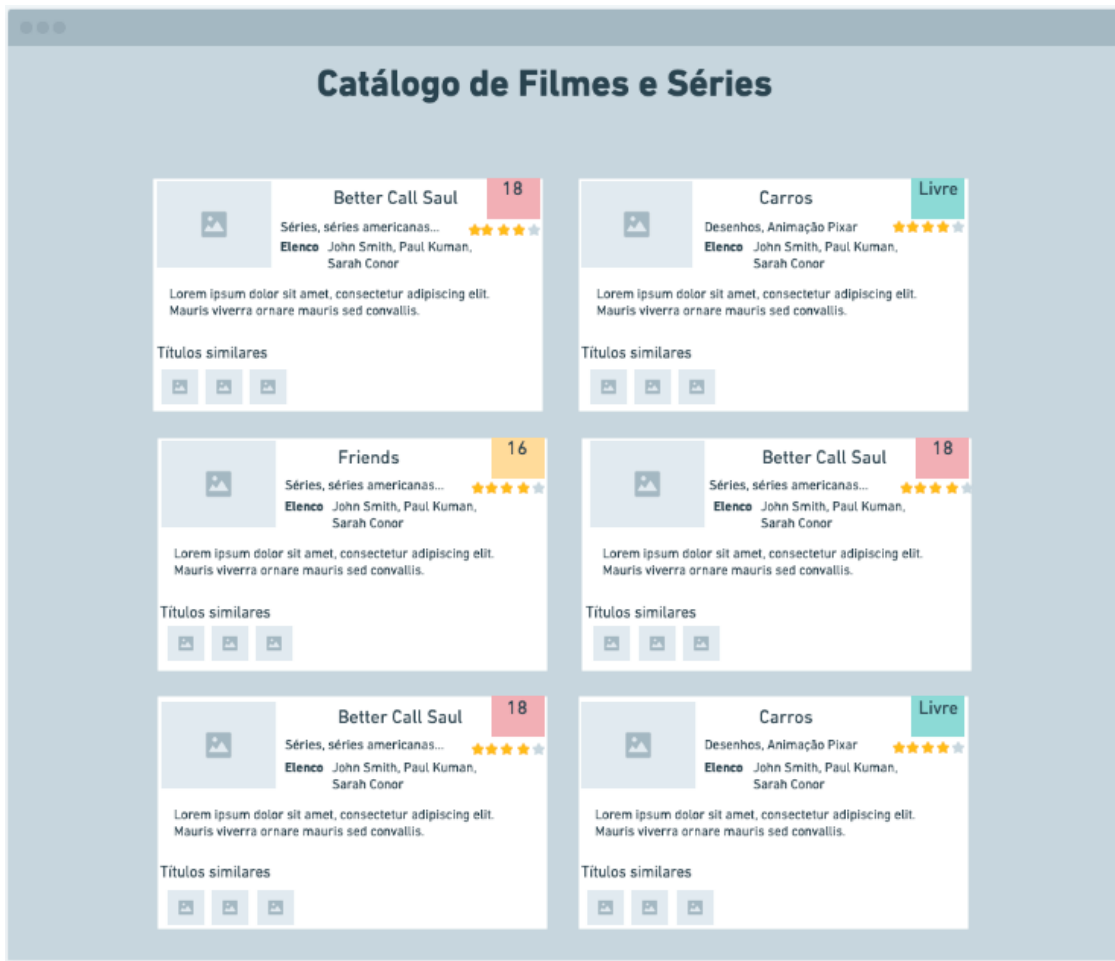 Catálogo de Filmes e Séries
Better Call Saul
18
Séries, séries americanas...
Elenco John Smith, Paul Kuman,
Sarah Conor
Lorem ipsum dolor sit amet, consectetur adipiscing elit.
Mauris viverra ornare mauris sed convallis.
Títulos similares
Carros
Livre
Desenhos, Animação Pixar
Elenco John Smith, Paul Kuman,
Sarah Conor
Lorem ipsum dolor sit amet, consectetur adipiscing elit.
Mauris viverra ornare mauris sed convallis.
Títulos similares
Friends
16
Séries, séries americanas...
Elenco John Smith, Paul Kuman,
Sarah Conor
Lorem ipsum dolor sit amet, consectetur adipiscing elit.
Mauris viverra ornare mauris sed convallis.
Títulos similares
Better Call Saul
18
Séries, séries americanas...
Elenco John Smith, Paul Kuman,
Sarah Conor
Lorem ipsum dolor sit amet, consectetur adipiscing elit.
Mauris viverra ornare mauris sed convallis.
Títulos similares
Better Call Saul
18
Séries, séries americanas...
Elenco John Smith, Paul Kuman,
Sarah Conor
Lorem ipsum dolor sit amet, consectetur adipiscing elit.
Mauris viverra ornare mauris sed convallis.
Títulos similares
Carros
Livre
Desenhos, Animação Pixar
Elenco John Smith, Paul Kuman,
Sarah Conor
Lorem ipsum dolor sit amet, consectetur adipiscing elit.
Mauris viverra ornare mauris sed convallis.
Títulos similares